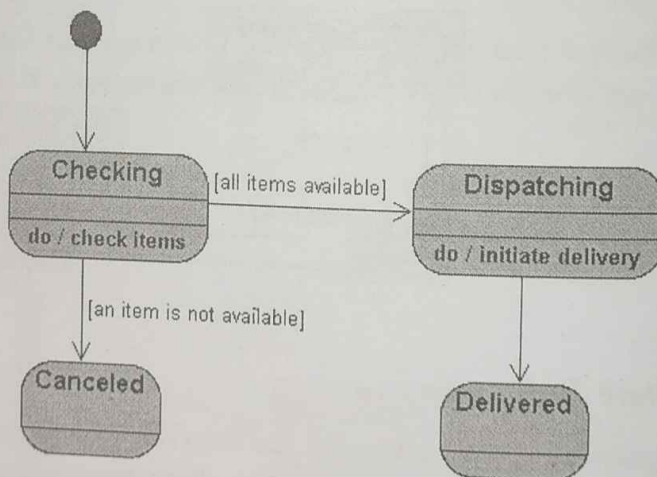 Checking
do / check items
[all items available]
Dispatching
do / initiate delivery
[an item is not available]
Canceled
Delivered